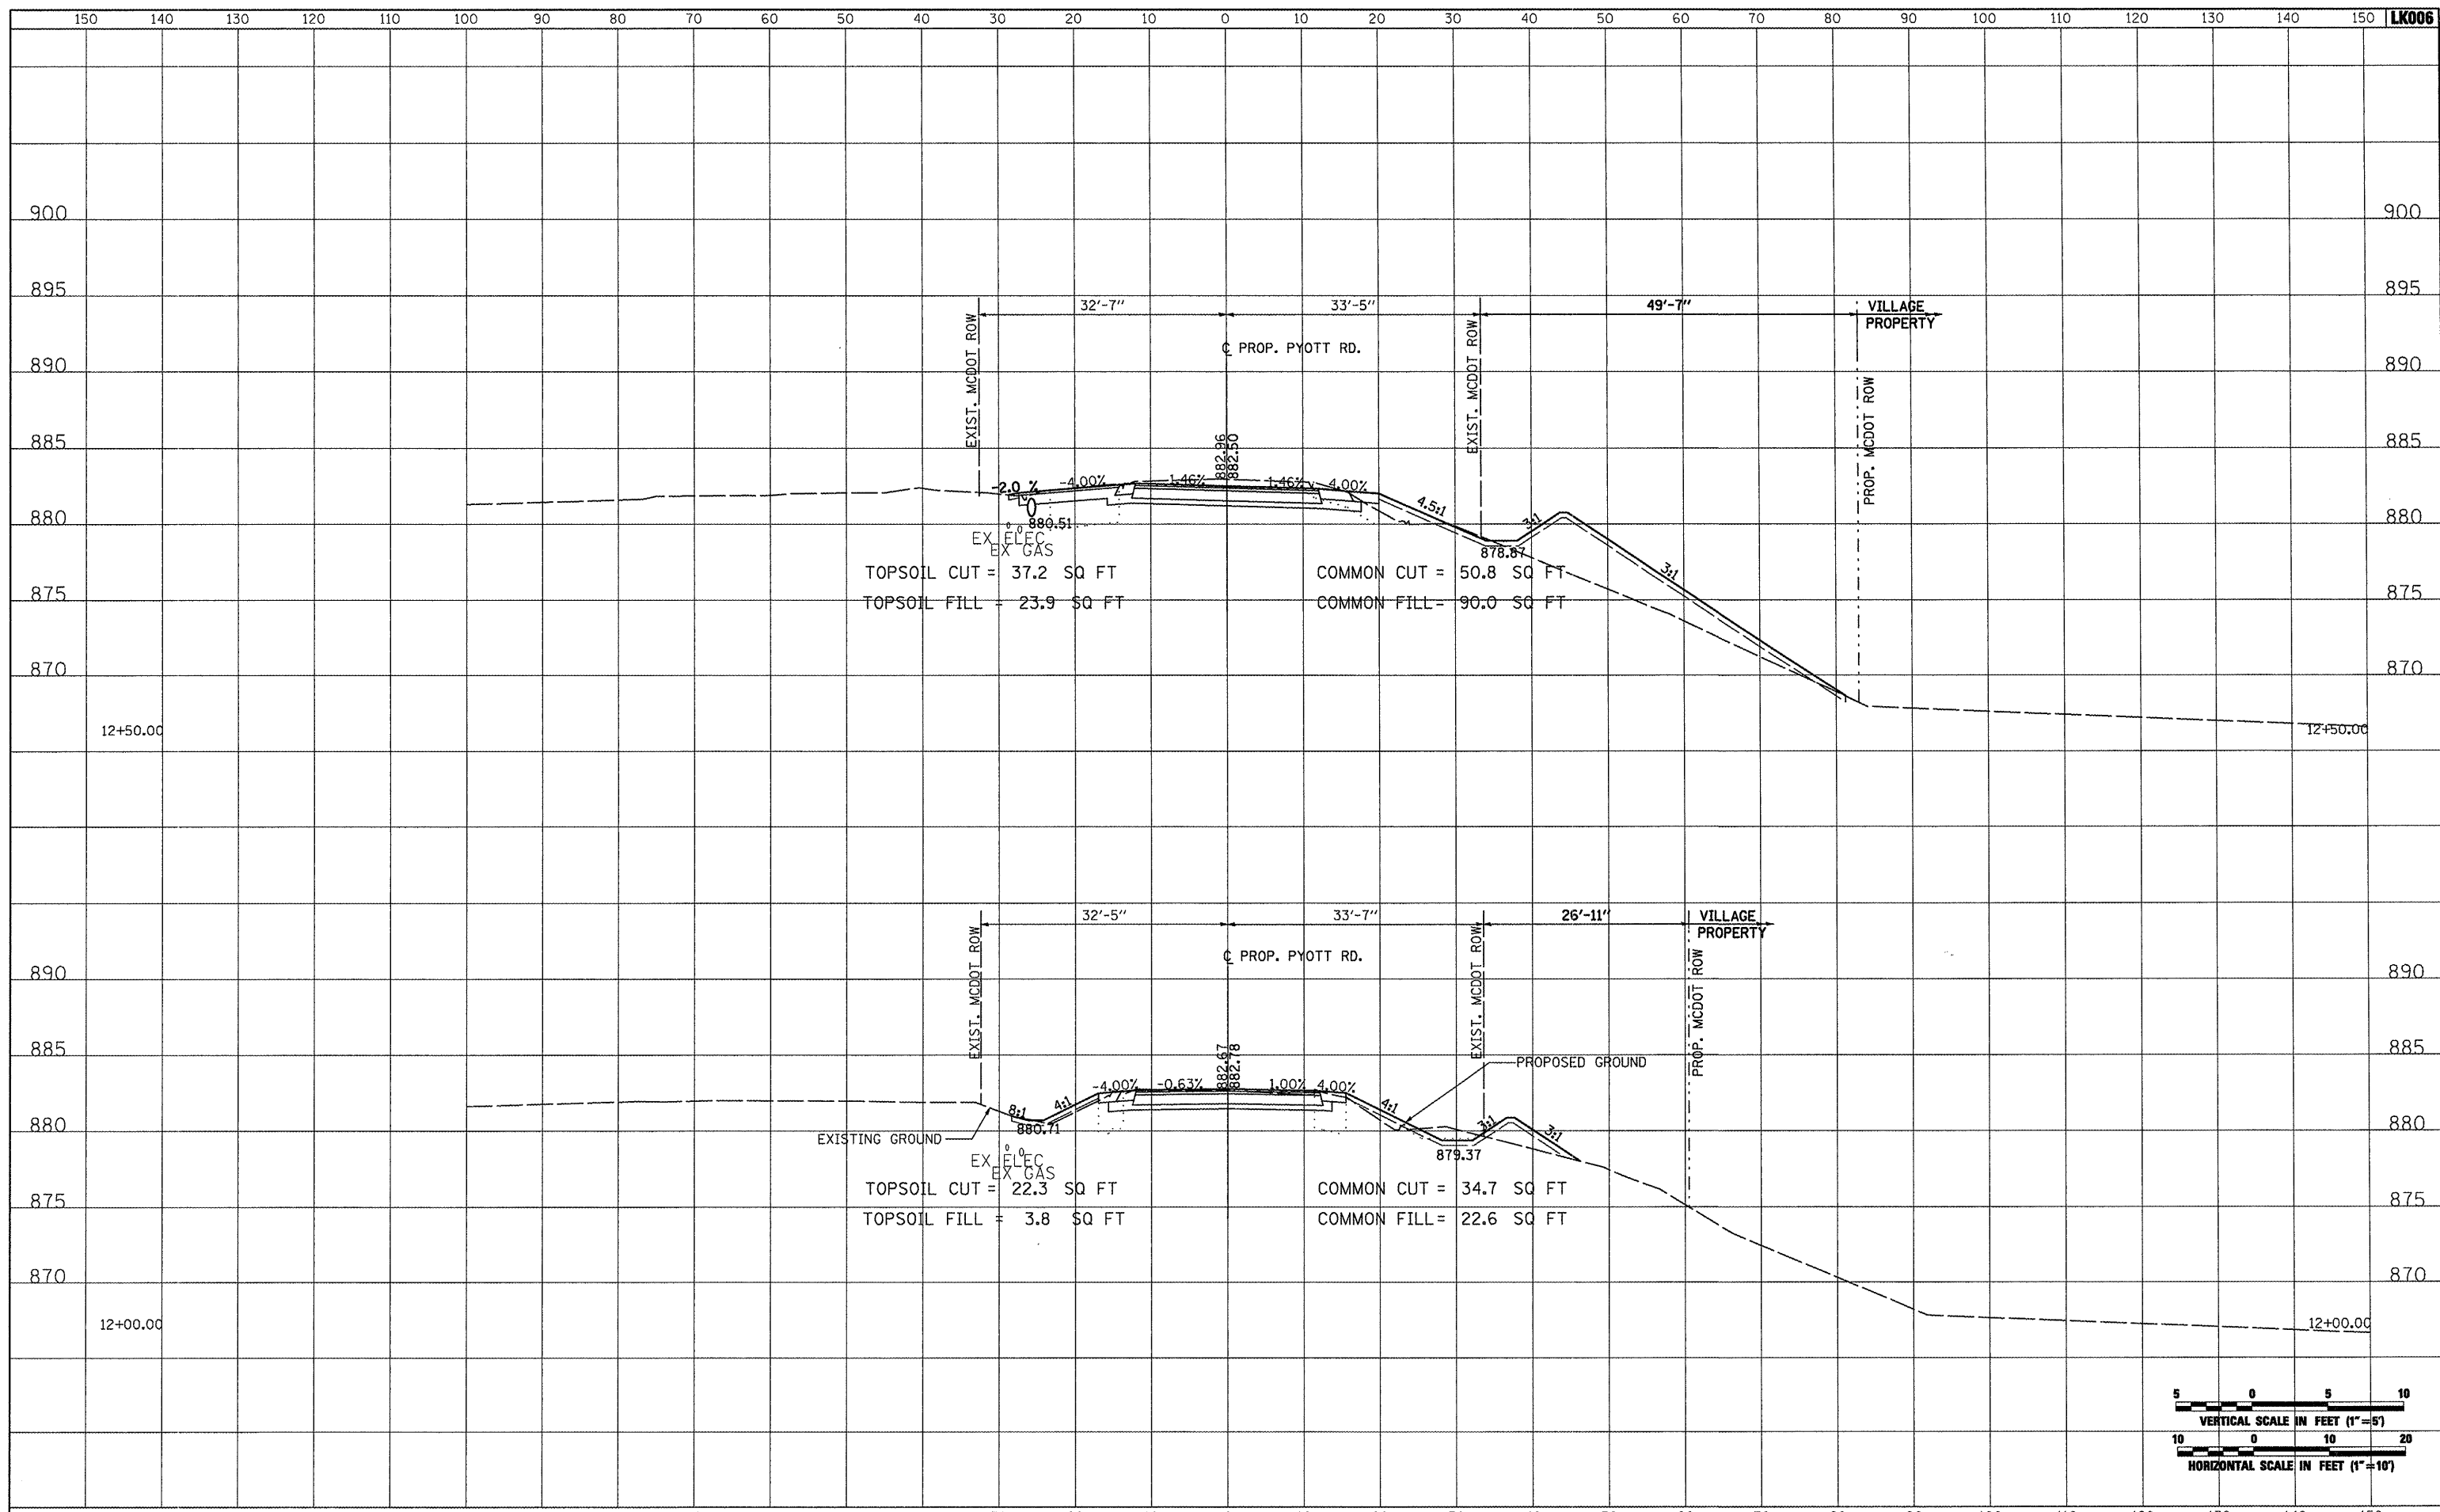 150 140 130 120 110 100 90 80 70 60 50 40 30 20 10 0 10 20 30 40 50 60 70 80 90 100 110 120 130 140 150 LK006
900 900
895 895
32'-7" 33'-5" 49'-7" VILLAGE
PROPERTY
EXIST. MCDOT ROW
EXIST. MCDOT ROW
PROP. MCDOT ROW
℄ PROP. PYOTT RD.
890 890
885 885
882.96
882.50
-2.0 % -4.00% -1.46% 1.46% 4.00%
4.5:1
3:1
3:1
880 880
880.51
EX ELEC
EX GAS
878.87
TOPSOIL CUT = 37.2 SQ FT COMMON CUT = 50.8 SQ FT
875 875
TOPSOIL FILL = 23.9 SQ FT COMMON FILL= 90.0 SQ FT
870 870
12+50.00 12+50.00
32'-5" 33'-7" 26'-11" VILLAGE
PROPERTY
EXIST. MCDOT ROW
EXIST. MCDOT ROW
PROP. MCDOT ROW
℄ PROP. PYOTT RD.
890 890
885 885
882.67
882.78
PROPOSED GROUND
-4.00% -0.63% 1.00% 4.00%
8:1 4:1 4:1 3:1 3:1
880 880
880.71
EXISTING GROUND
EX ELEC
EX GAS
879.37
TOPSOIL CUT = 22.3 SQ FT COMMON CUT = 34.7 SQ FT
875 875
TOPSOIL FILL = 3.8 SQ FT COMMON FILL= 22.6 SQ FT
870 870
12+00.00 12+00.00
5 0 5 10
VERTICAL SCALE IN FEET (1"=5')
10 0 10 20
HORIZONTAL SCALE IN FEET (1"=10')